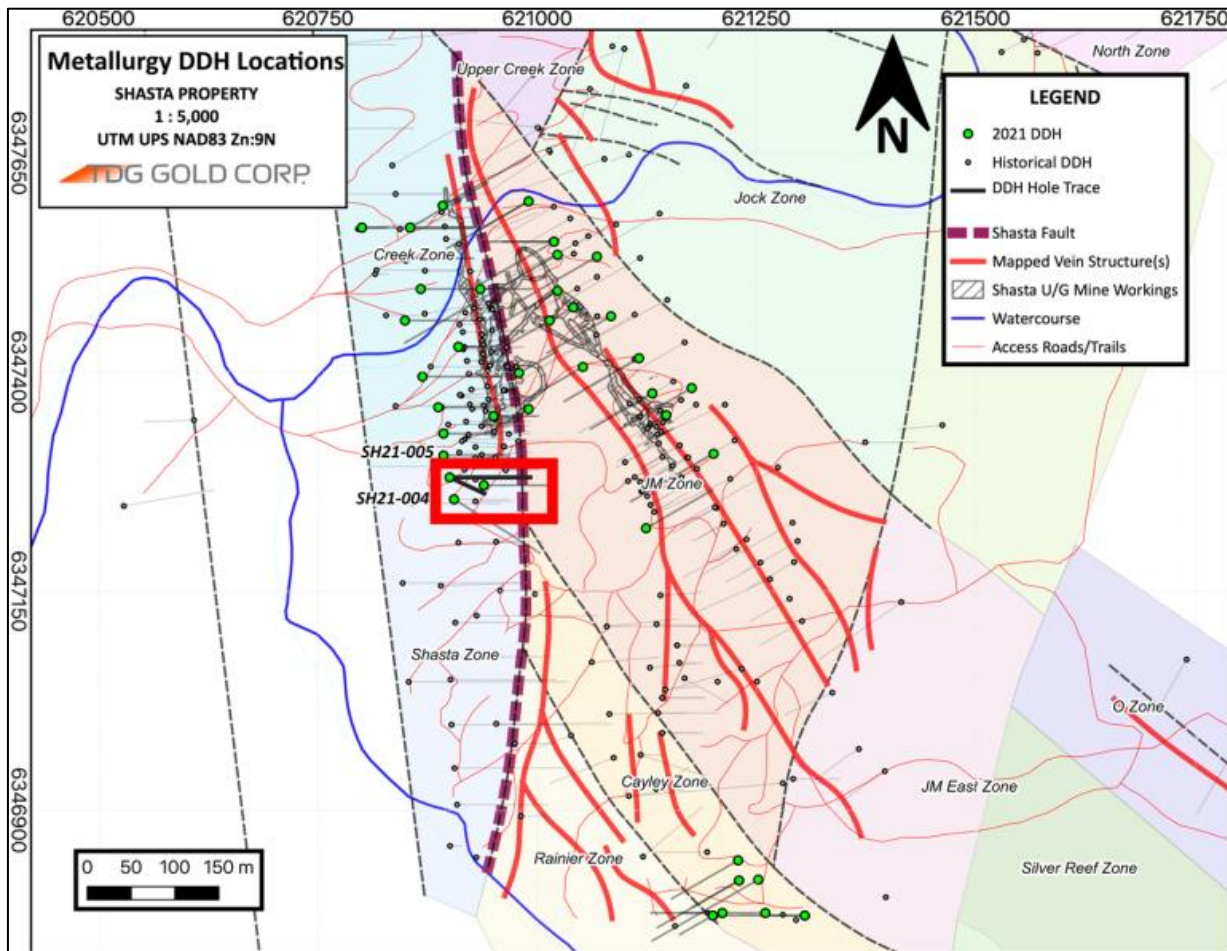 620500 620750 621000 621250 621500 621750
Metallurgy DDH Locations
SHASTA PROPERTY
1 : 5,000
UTM UPS NAD83 Zn:9N
TDG GOLD CORP.
Upper Creek Zone
North Zone
N
LEGEND
2021 DDH
Historical DDH
DDH Hole Trace
Shasta Fault
Mapped Vein Structure(s)
Shasta U/G Mine Workings
Watercourse
Access Roads/Trails
6347650
Jock Zone
Creek Zone
6347400
SH21-005
SH21-004
JM Zone
6347150
Shasta Zone
O Zone
Cayley Zone
JM East Zone
6346900
Rainier Zone
Silver Reef Zone
0 50 100 150 m